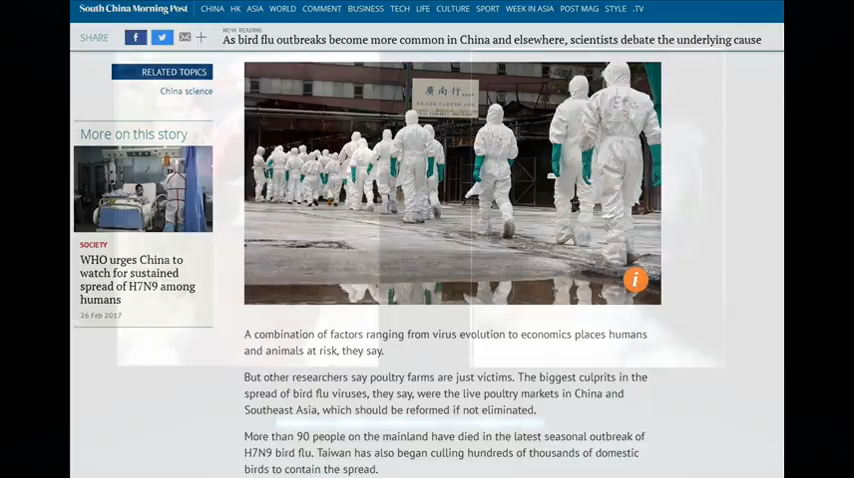 South China Morning Post
CHINA HK ASIA WORLD COMMENT BUSINESS TECH LIFE CULTURE SPORT WEEK IN ASIA POST MAG STYLE .TV
SHARE
NOW READING
As bird flu outbreaks become more common in China and elsewhere, scientists debate the underlying cause
RELATED TOPICS
China science
More on this story
SOCIETY
WHO urges China to
watch for sustained
spread of H7N9 among
humans
26 Feb 2017
廣南行
i
A combination of factors ranging from virus evolution to economics places humans
and animals at risk, they say.
But other researchers say poultry farms are just victims. The biggest culprits in the
spread of bird flu viruses, they say, were the live poultry markets in China and
Southeast Asia, which should be reformed if not eliminated.
More than 90 people on the mainland have died in the latest seasonal outbreak of
H7N9 bird flu. Taiwan has also began culling hundreds of thousands of domestic
birds to contain the spread.